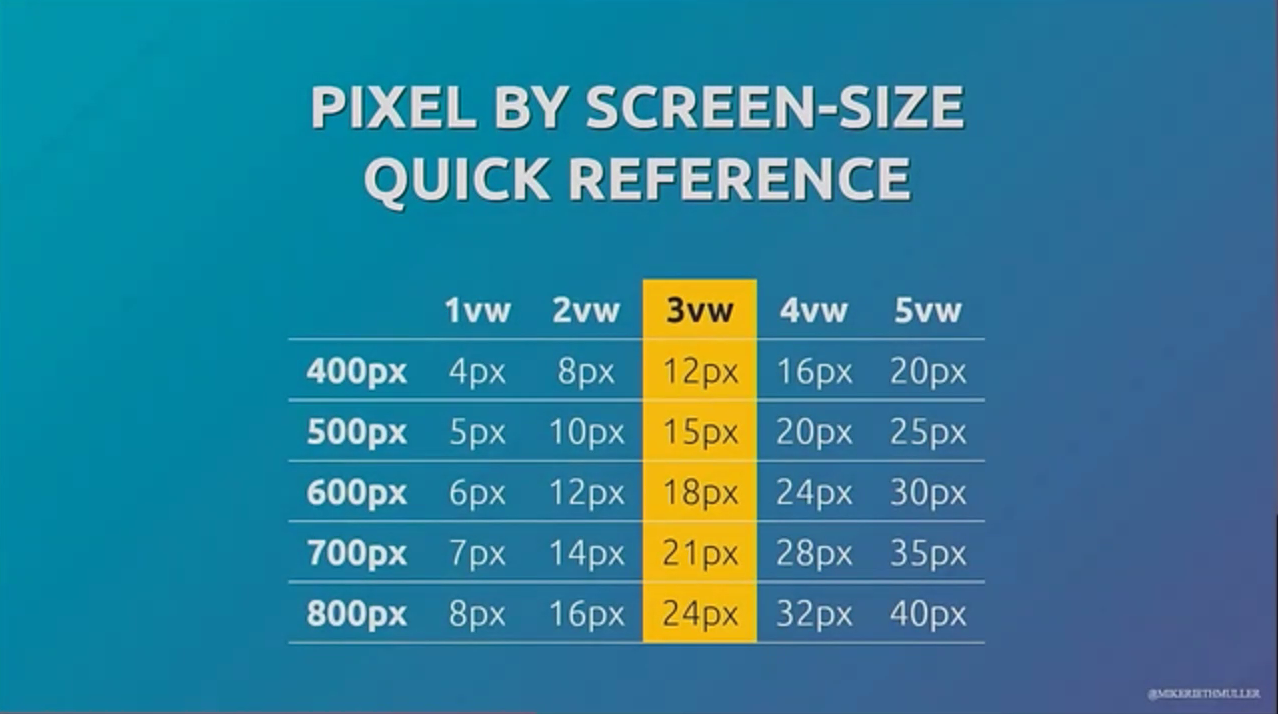 PIXEL BY SCREEN-SIZE
QUICK REFERENCE
1vw 2vw 3vw 4vw 5vw
400px 4px 8px 12px 16px 20px
500px 5px 10px 15px 20px 25px
600px 6px 12px 18px 24px 30px
700px 7px 14px 21px 28px 35px
800px 8px 16px 24px 32px 40px
@MIKERIETHMULLER